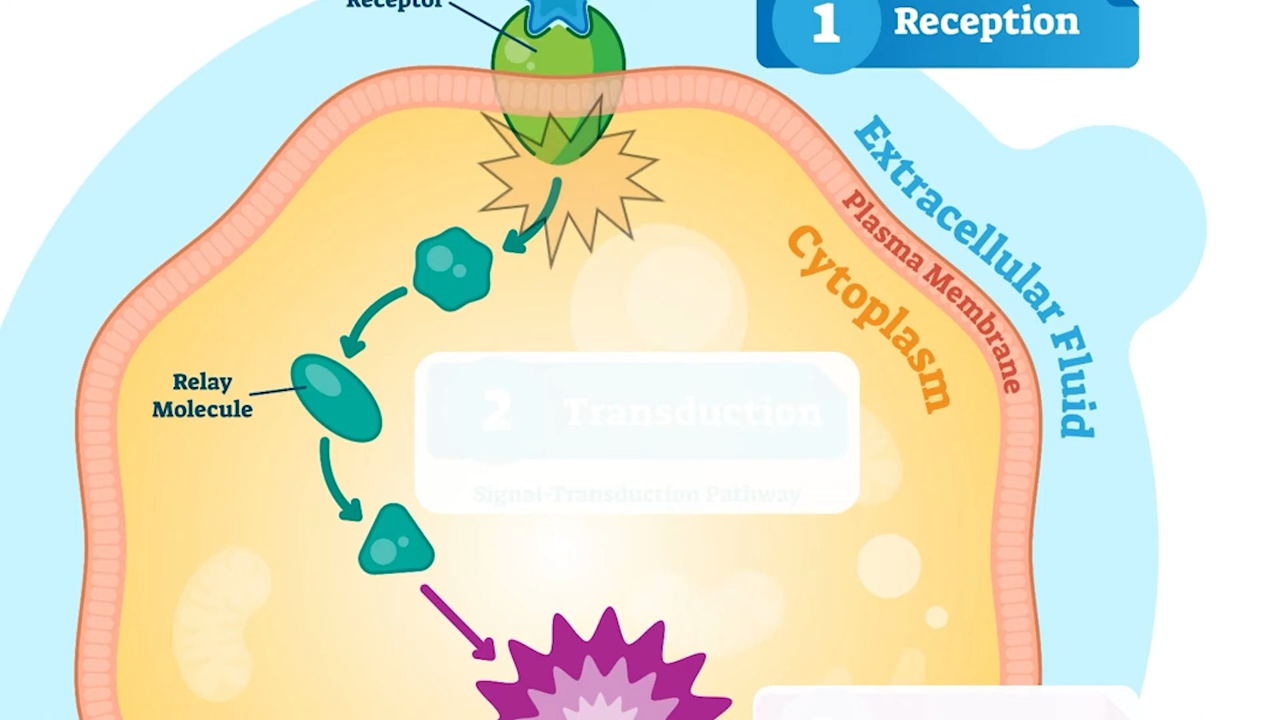 Receptor
1 Reception
Extracellular Fluid
Plasma Membrane
Cytoplasm
Relay
Molecule
2 Transduction
Signal-Transduction Pathway